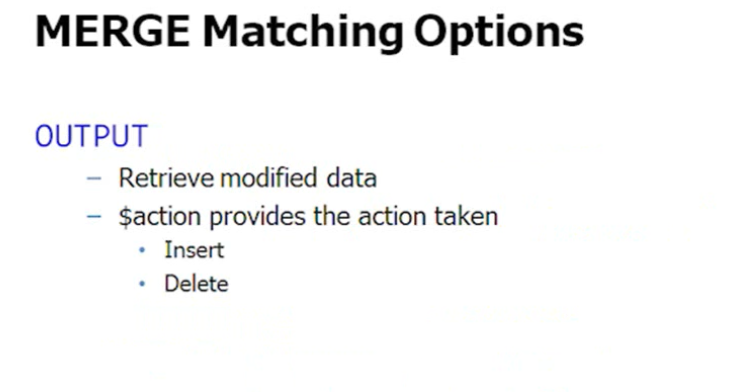 MERGE Matching Options
OUTPUT
– Retrieve modified data
– $action provides the action taken
• Insert
• Delete